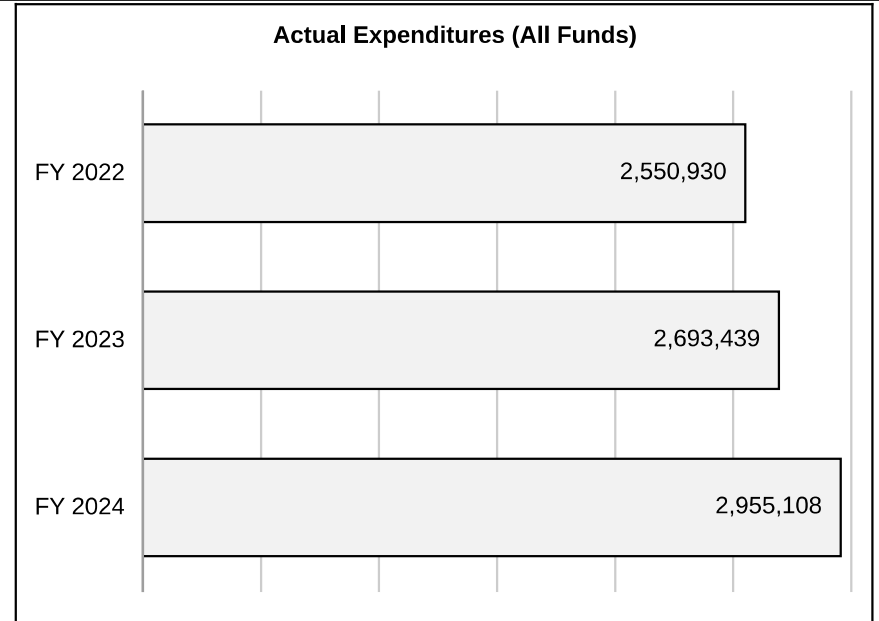 Actual Expenditures (All Funds)
FY 2022 2,550,930
FY 2023 2,693,439
FY 2024 2,955,108